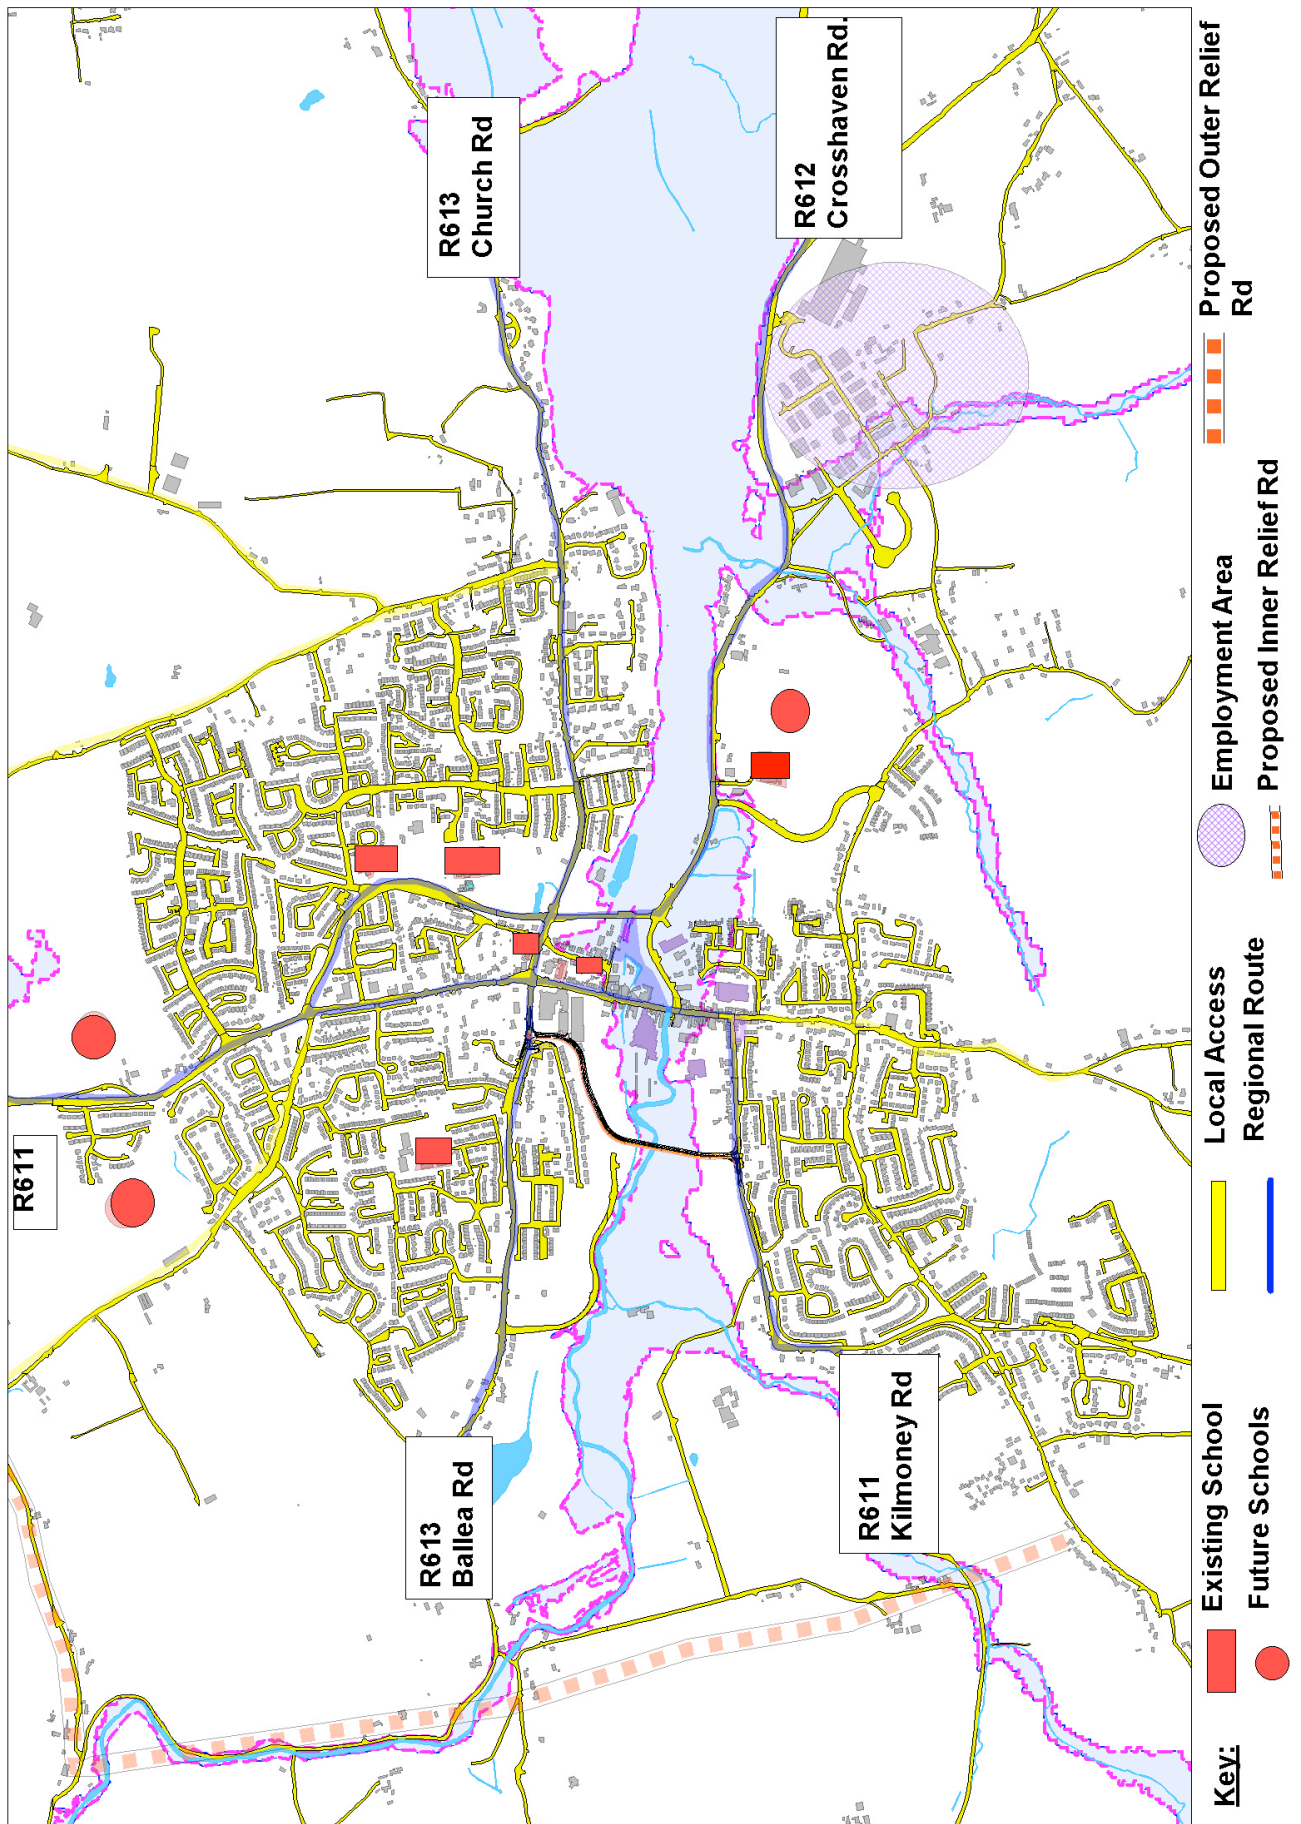 R611
R613
Ballea Rd
R613
Church Rd
R611
Kilmoney Rd
R612
Crosshaven Rd.
Key:
Existing School
Future Schools
Local Access
Regional Route
Employment Area
Proposed Inner Relief Rd
Proposed Outer Relief
Rd